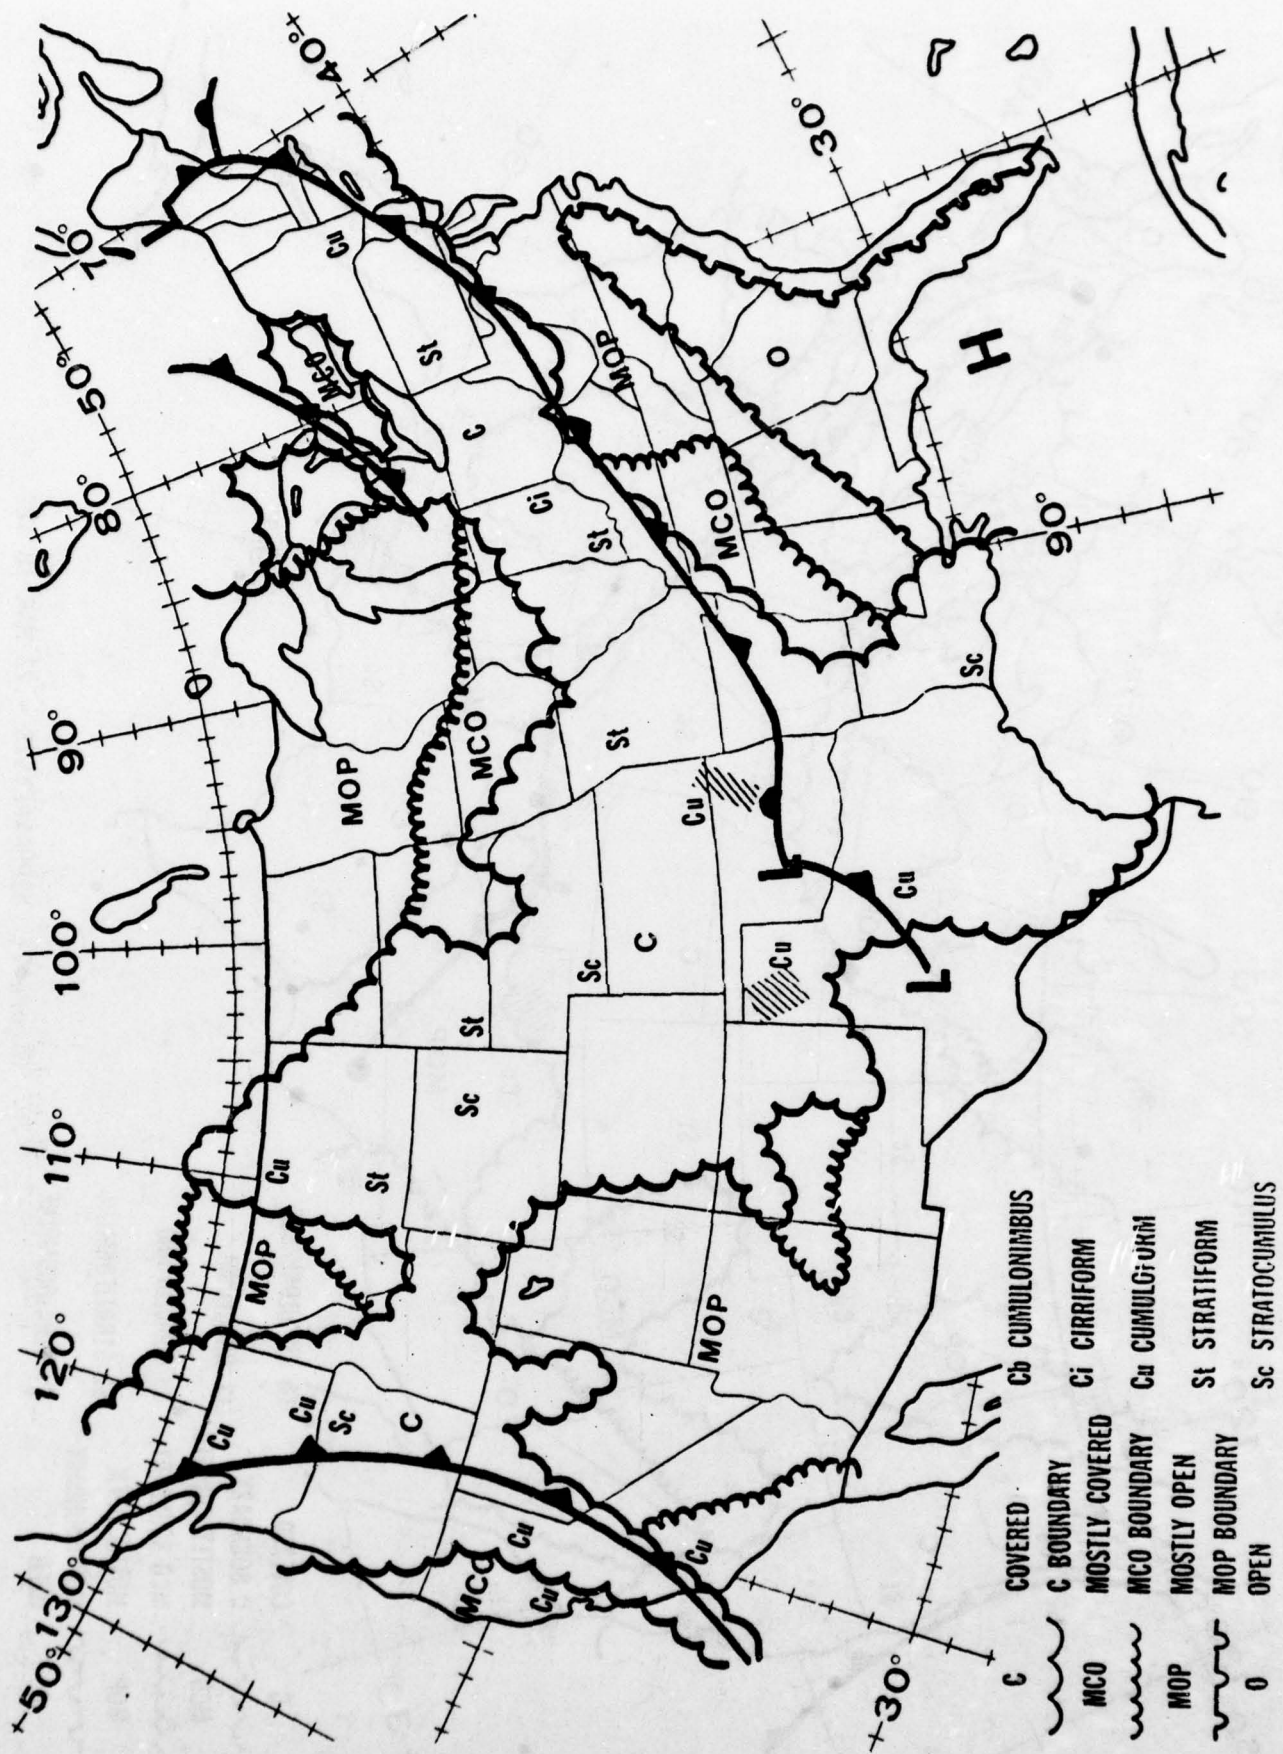 50°
130°
120°
110°
100°
90°
80°
70°
50°
40°
0
Cu
MOP
Cu
MCO
Cu
Cu
Sc
St
MOP
St
C
Sc
St
MCO
C
MCO
Cu
Cu
Ci
Sc
C
St
St
MOP
Cu
MOP
Cu
MCO
O
Cu
L
30°
Cu
L
Sc
H
30°
90°
C COVERED Cb CUMULONIMBUS
C BOUNDARY
MCO MOSTLY COVERED Ci CIRRIFORM
MCO BOUNDARY Cu CUMULOFORM
MOP MOSTLY OPEN St STRATIFORM
MOP BOUNDARY
O OPEN Sc STRATOCUMULUS